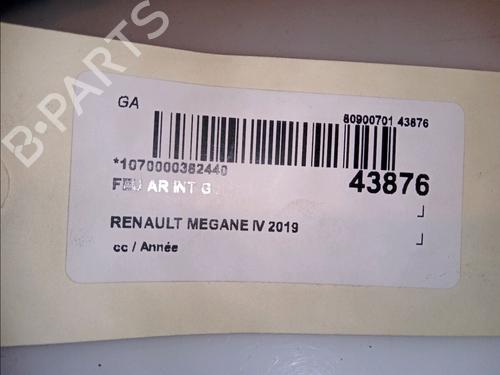 B-PARTS
GA
80900701 43876
*1070000382440
FEU AR INT G
43876
RENAULT MEGANE IV 2019
cc / Année